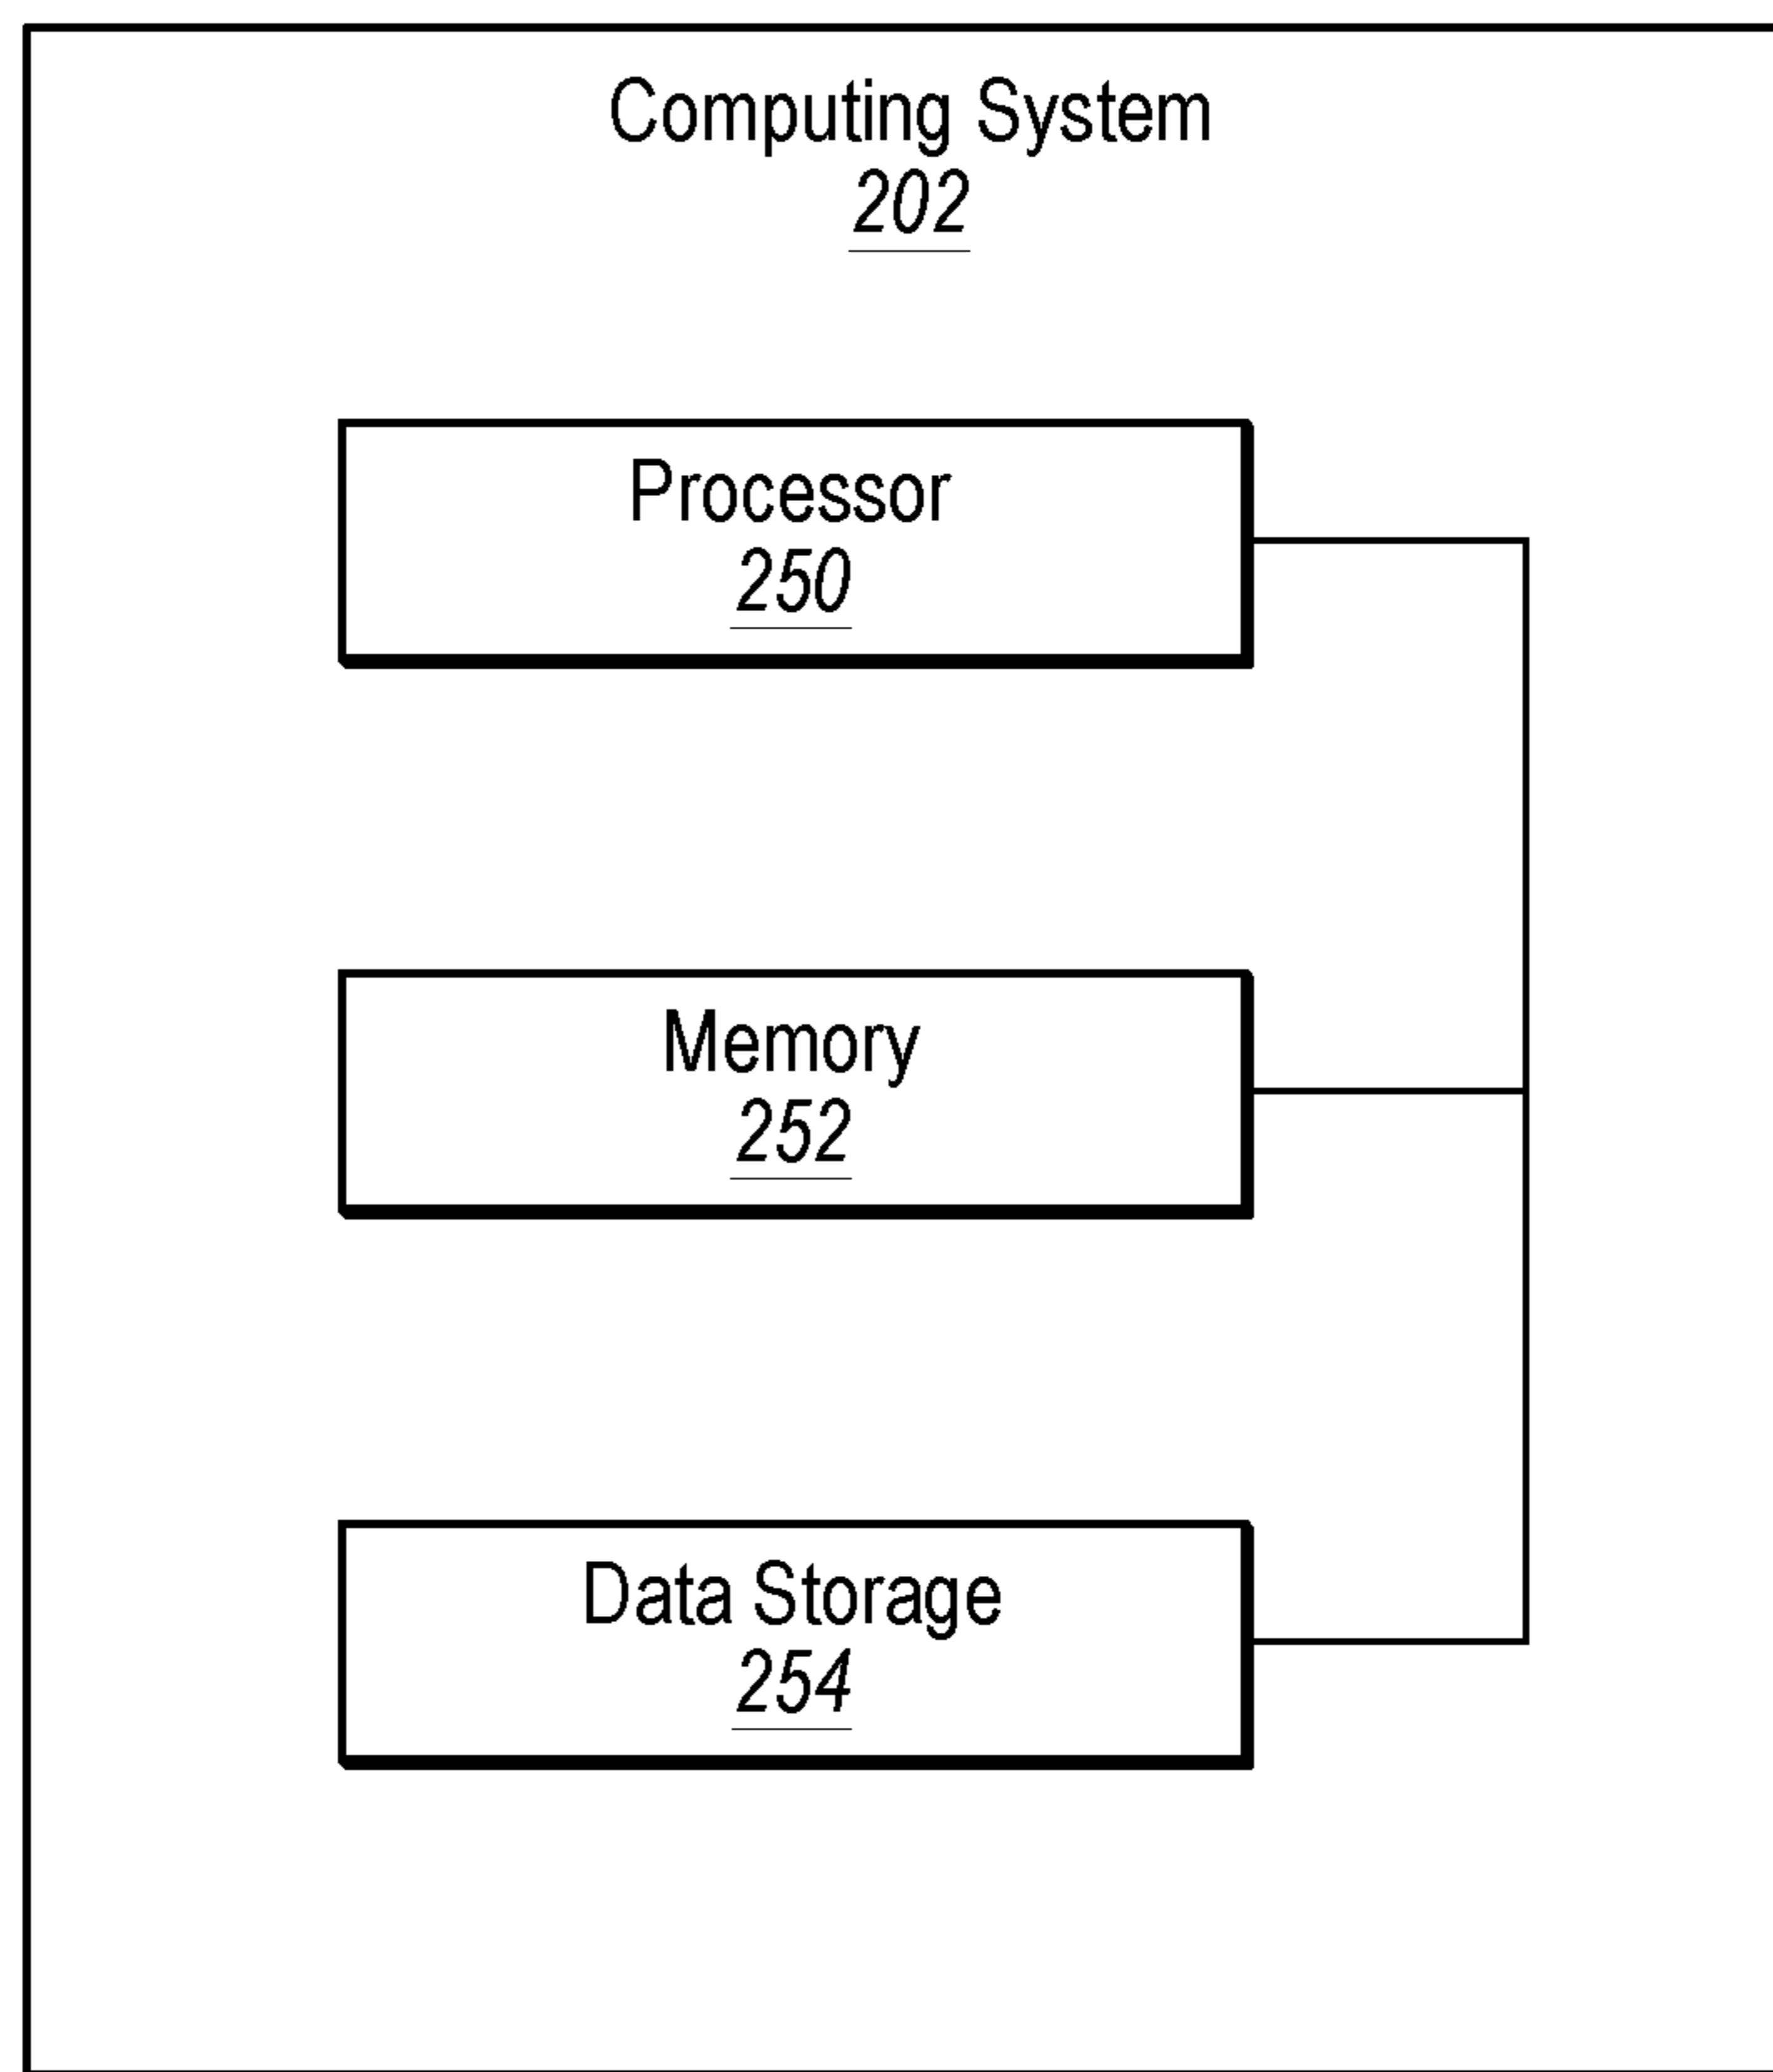 Computing System
202
Processor
250
Memory
252
Data Storage
254